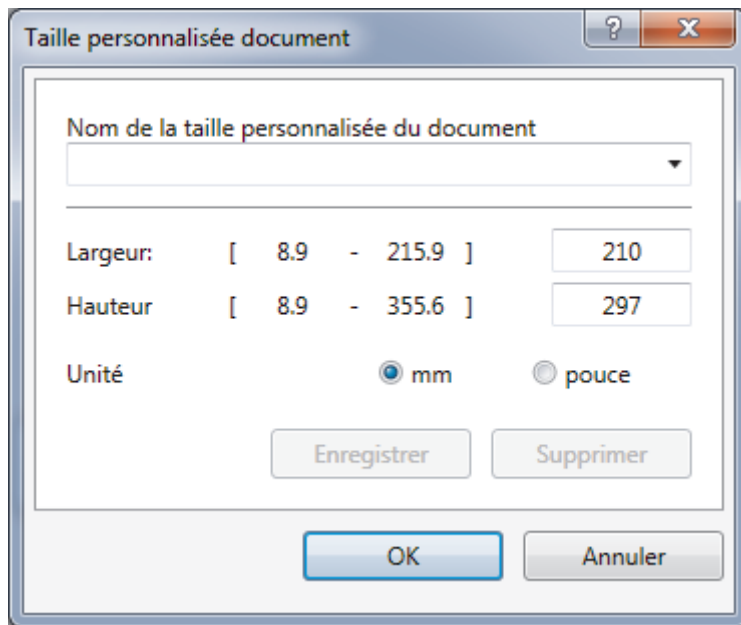 Taille personnalisée document
?
Nom de la taille personnalisée du document
Largeur: [ 8.9 - 215.9 ] 210
Hauteur [ 8.9 - 355.6 ] 297
Unité mm pouce
Enregistrer Supprimer
OK Annuler